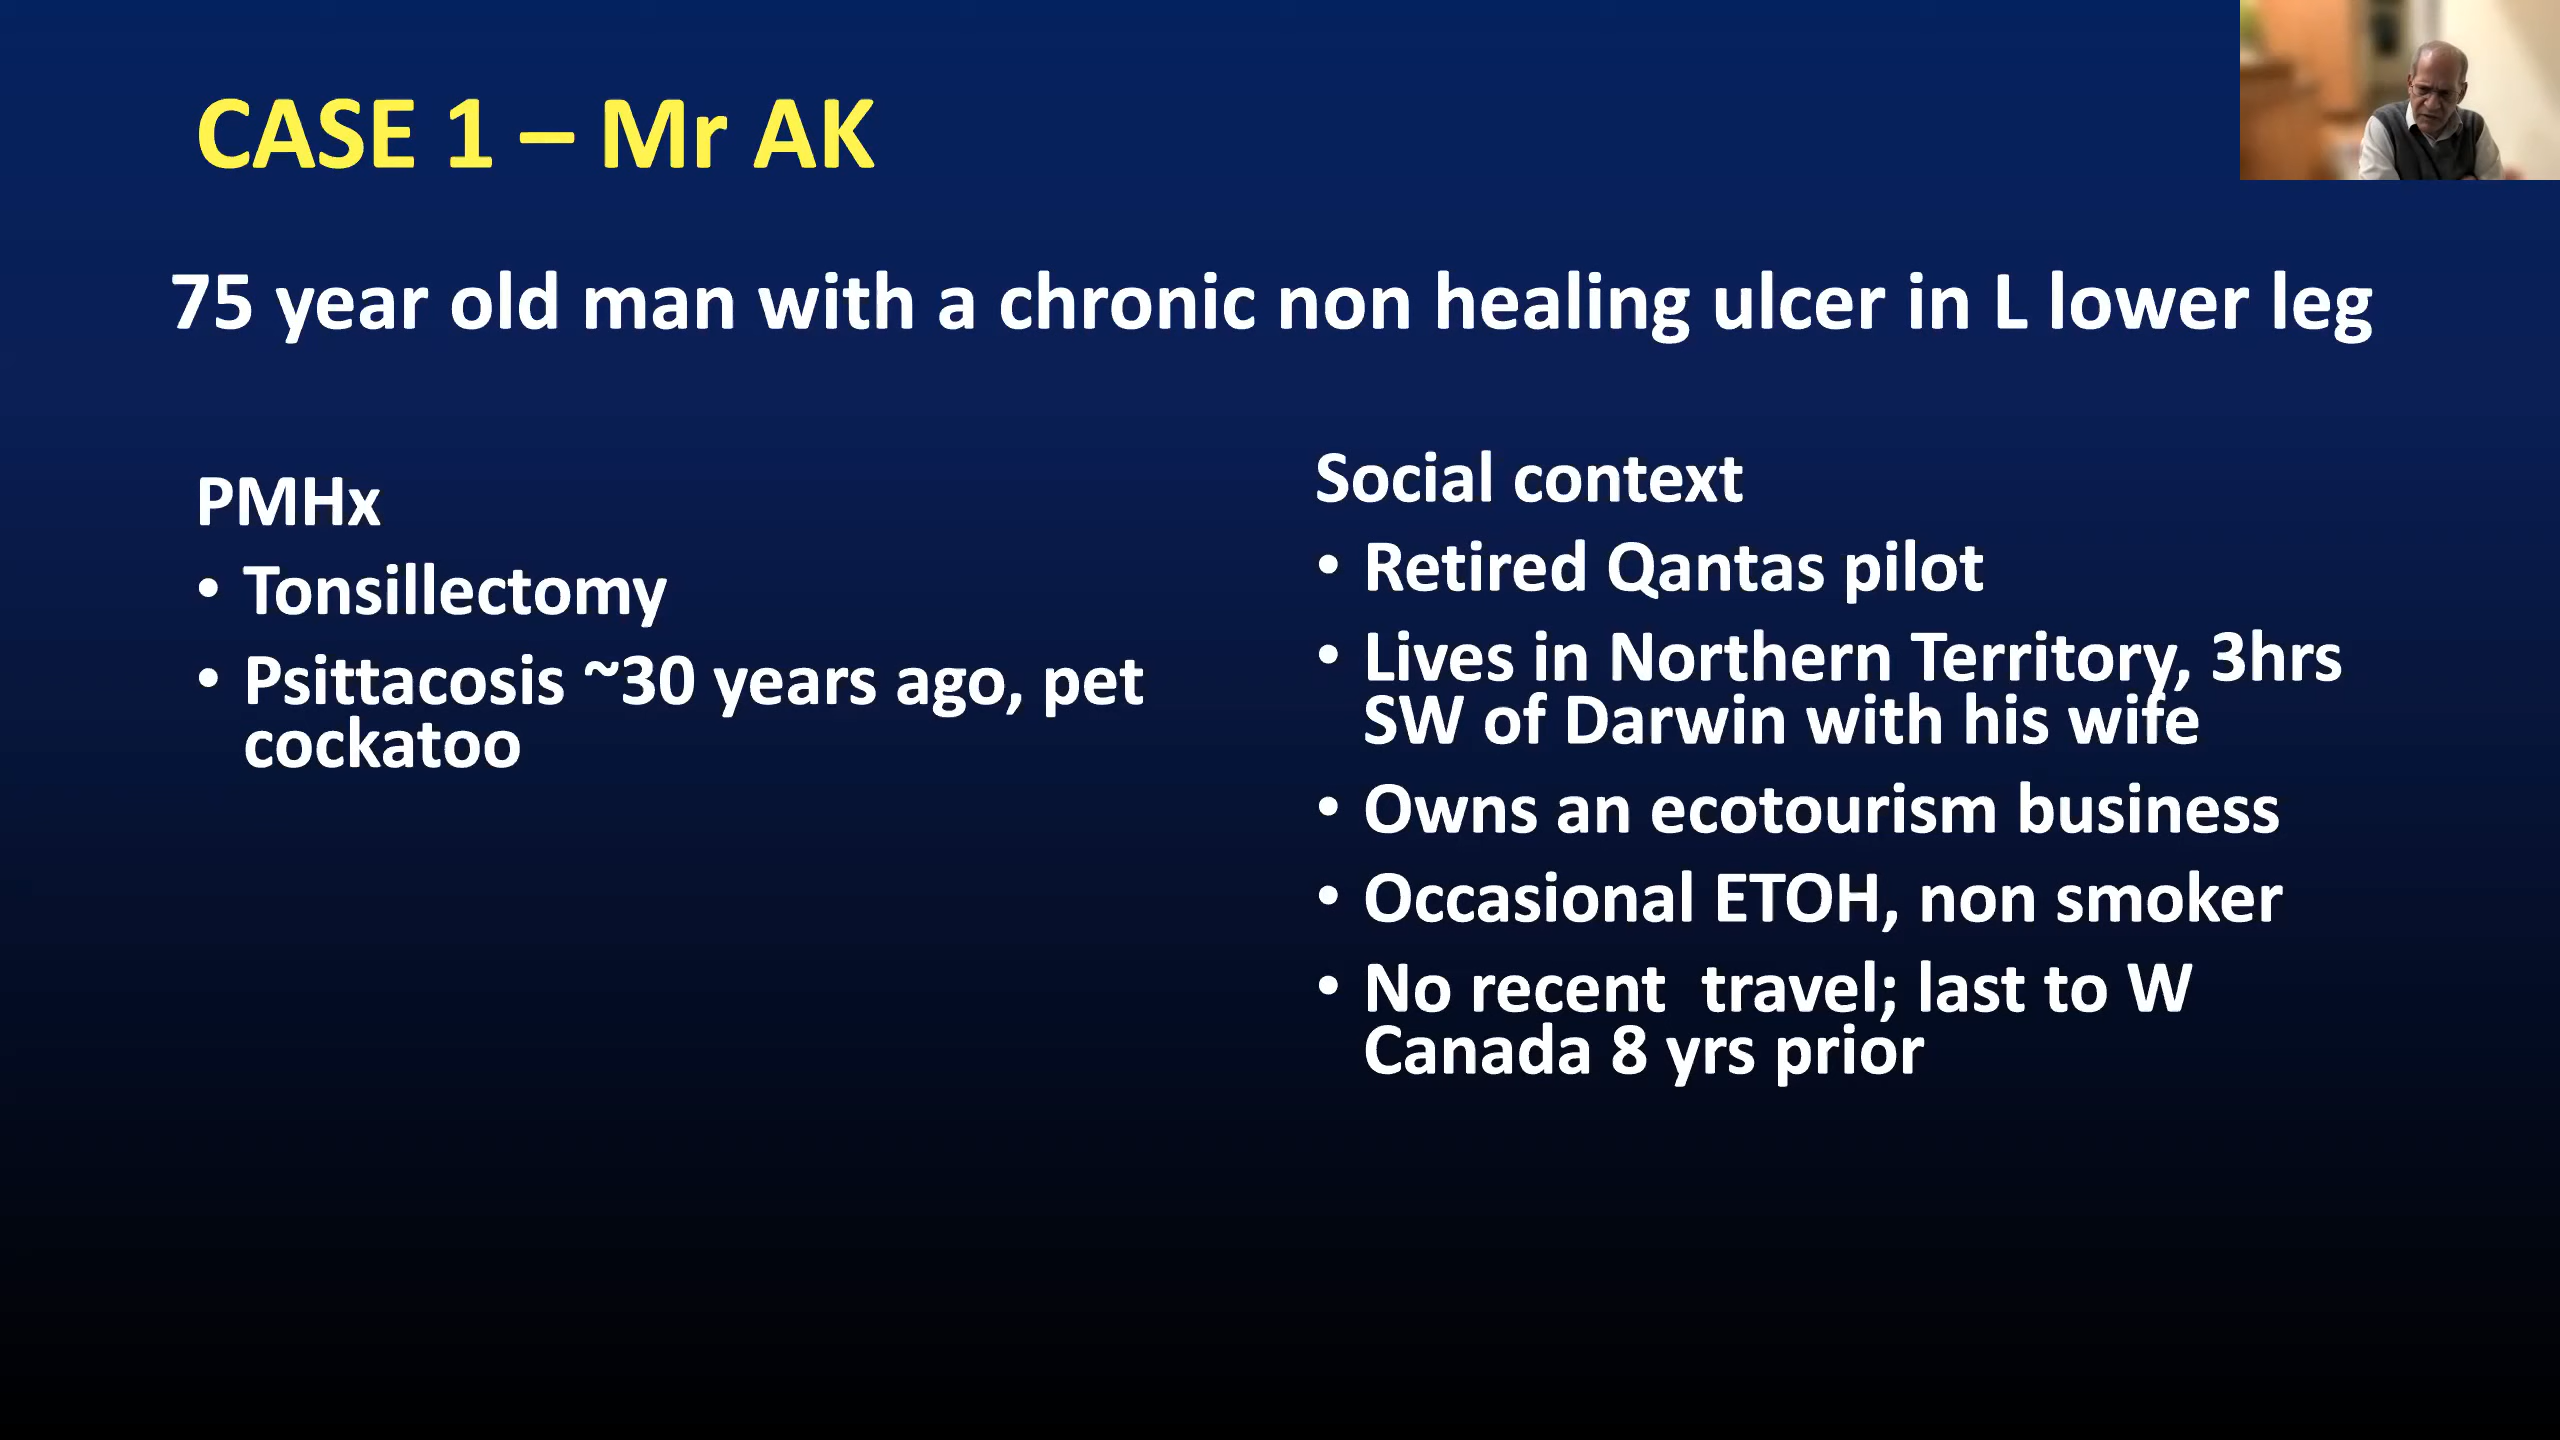 CASE 1 – Mr AK
75 year old man with a chronic non healing ulcer in L lower leg
PMHx
• Tonsillectomy
• Psittacosis ~30 years ago, pet
cockatoo
Social context
• Retired Qantas pilot
• Lives in Northern Territory, 3hrs
SW of Darwin with his wife
• Owns an ecotourism business
• Occasional ETOH, non smoker
• No recent  travel; last to W
Canada 8 yrs prior